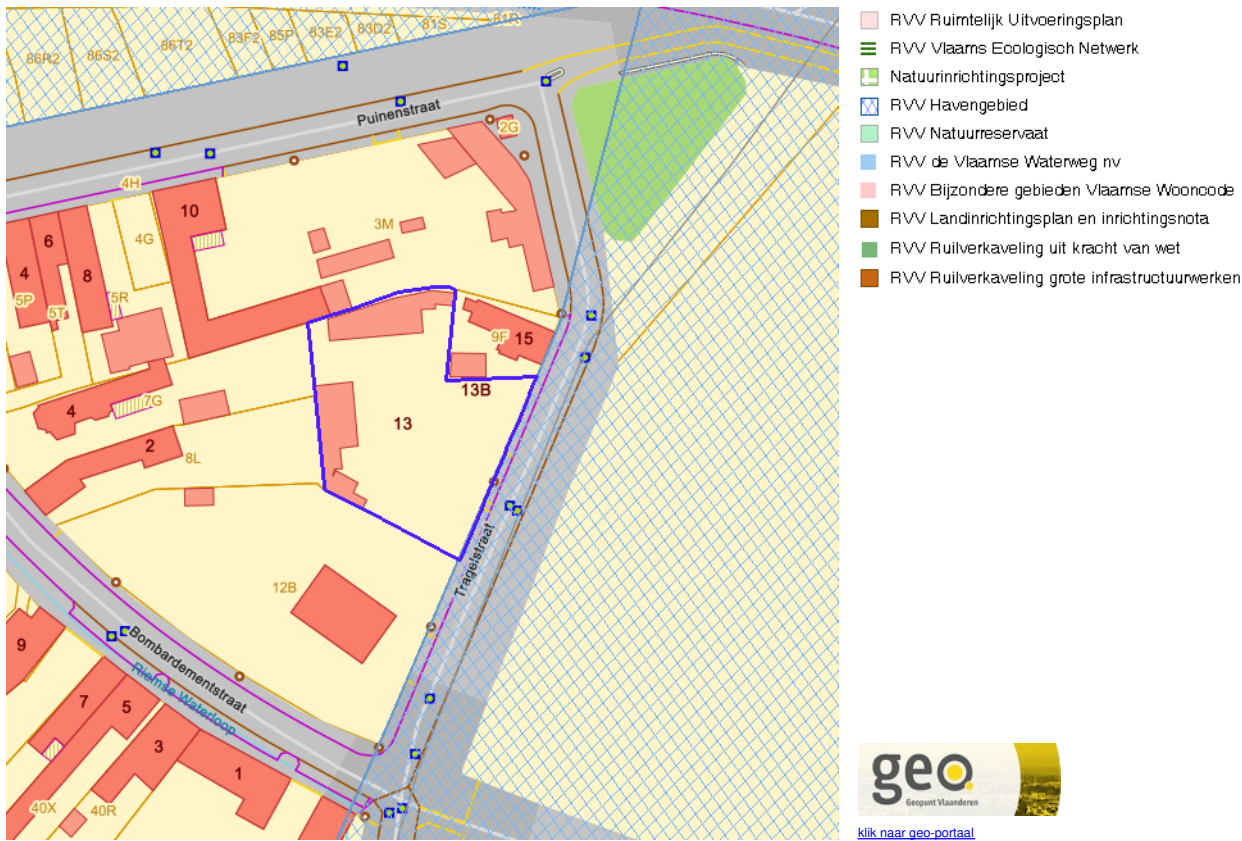 86R2
86S2
86T2
83F2
85P
83E2
83D2
81S
81R
Puinenstraat
2G
4H
10
4G
3M
6
4
8
5P
5T
5R
9F
15
13B
13
4
7G
2
8L
Tragelstraat
12B
Bombardementstraat
Riemse Waterloop
9
7
5
3
1
40X
40R
RVV Ruimtelijk Uitvoeringsplan
RVV Vlaams Ecologisch Netwerk
Natuurinrichtingsproject
RVV Havengebied
RVV Natuurreservaat
RVV de Vlaamse Waterweg nv
RVV Bijzondere gebieden Vlaamse Wooncode
RVV Landinrichtingsplan en inrichtingsnota
RVV Ruilverkaveling uit kracht van wet
RVV Ruilverkaveling grote infrastructuurwerken
geo.
Geopunt Vlaanderen
klik naar geo-portaal